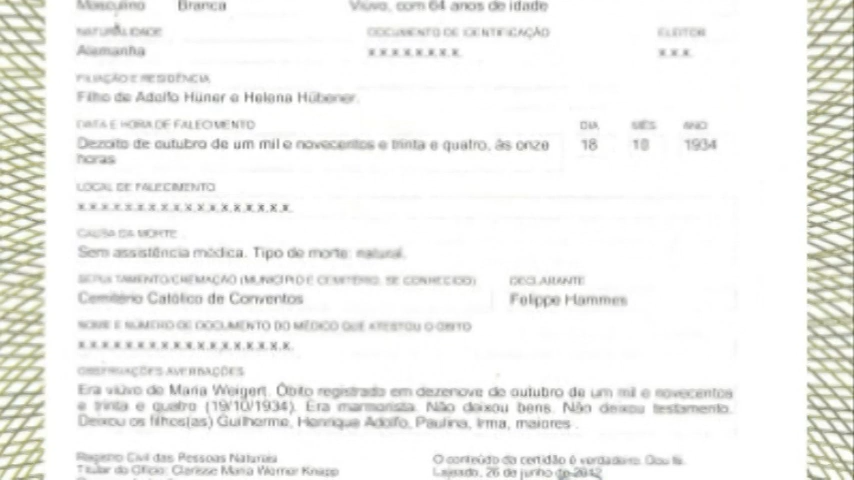 Masculino Branca Viúvo, com 64 anos de idade
NATURALIDADE DOCUMENTO DE IDENTIFICAÇÃO ELEITOR
Alemanha x x x x x x x x x x x
FILIAÇÃO E RESIDÊNCIA
Filho de Adolfo Hüner e Helena Hübener.
DATA E HORA DE FALECIMENTO DIA MÊS ANO
Dezoito de outubro de um mil e novecentos e trinta e quatro, às onze 18 10 1934
horas
LOCAL DE FALECIMENTO
x x x x x x x x x x x x x x x x x x
CAUSA DA MORTE
Sem assistência médica. Tipo de morte: natural.
SEPULTAMENTO/CREMAÇÃO (MUNICÍPIO E CEMITÉRIO, SE CONHECIDO) DECLARANTE
Cemitério Católico de Conventos Felippe Hammes
NOME E NÚMERO DE DOCUMENTO DO MÉDICO QUE ATESTOU O ÓBITO
x x x x x x x x x x x x x x x x x x
OBSERVAÇÕES AVERBAÇÕES
Era viúvo de Maria Weigert. Óbito registrado em dezenove de outubro de um mil e novecentos
e trinta e quatro (19/10/1934). Era marmorista. Não deixou bens. Não deixou testamento.
Deixou os filhos(as) Guilherme, Henrique Adolfo, Paulina, Irma, maiores .
Registro Civil das Pessoas Naturais O conteúdo da certidão é verdadeiro. Dou fé.
Titular do Ofício: Clarisse Maria Werner Knapp Lajeado, 26 de junho de 2012